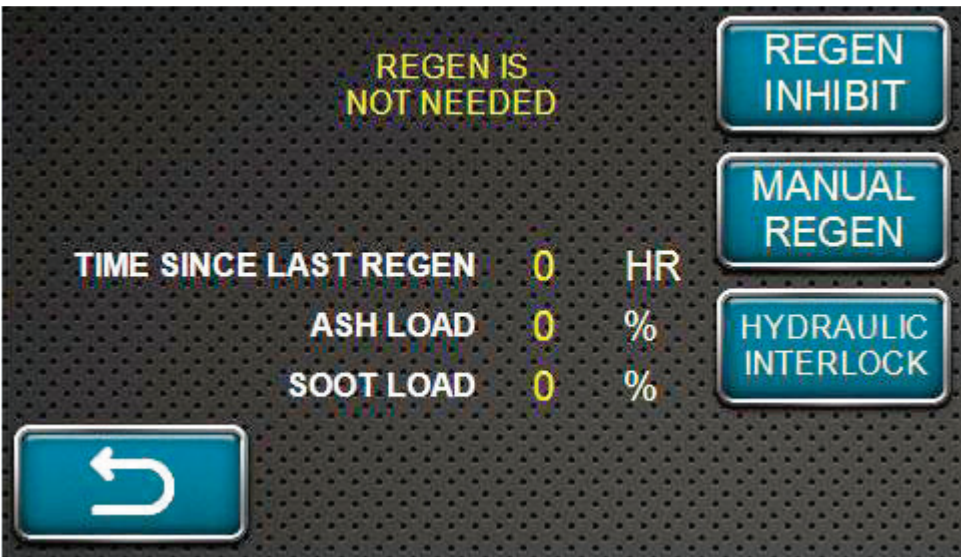 REGEN IS
NOT NEEDED
REGEN
INHIBIT
MANUAL
REGEN
TIME SINCE LAST REGEN 0 HR
ASH LOAD 0 %
SOOT LOAD 0 %
HYDRAULIC
INTERLOCK